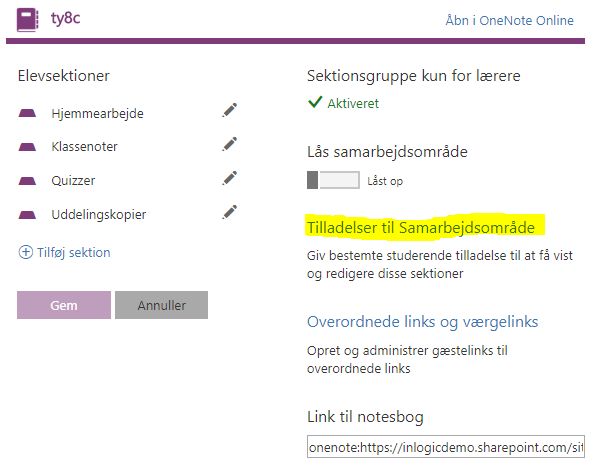 ty8c
Åbn i OneNote Online
Elevsektioner
Hjemmearbejde
Klassenoter
Quizzer
Uddelingskopier
Tilføj sektion
Gem
Annuller
Sektionsgruppe kun for lærere
Aktiveret
Lås samarbejdsområde
Låst op
Tilladelser til Samarbejdsområde
Giv bestemte studerende tilladelse til at få vist
og redigere disse sektioner
Overordnede links og værgelinks
Opret og administrer gæstelinks til
overordnede links
Link til notesbog
onenote:https://inlogicdemo.sharepoint.com/sit